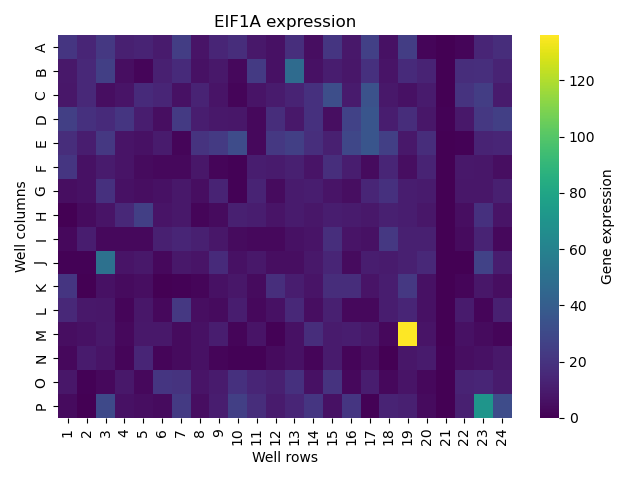 EIF1A expression
A
B
C
D
E
F
G
H
I
J
K
L
M
N
O
P
Well columns
1 2 3 4 5 6 7 8 9 10 11 12 13 14 15 16 17 18 19 20 21 22 23 24
Well rows
120
100
80
60
40
20
0
Gene expression